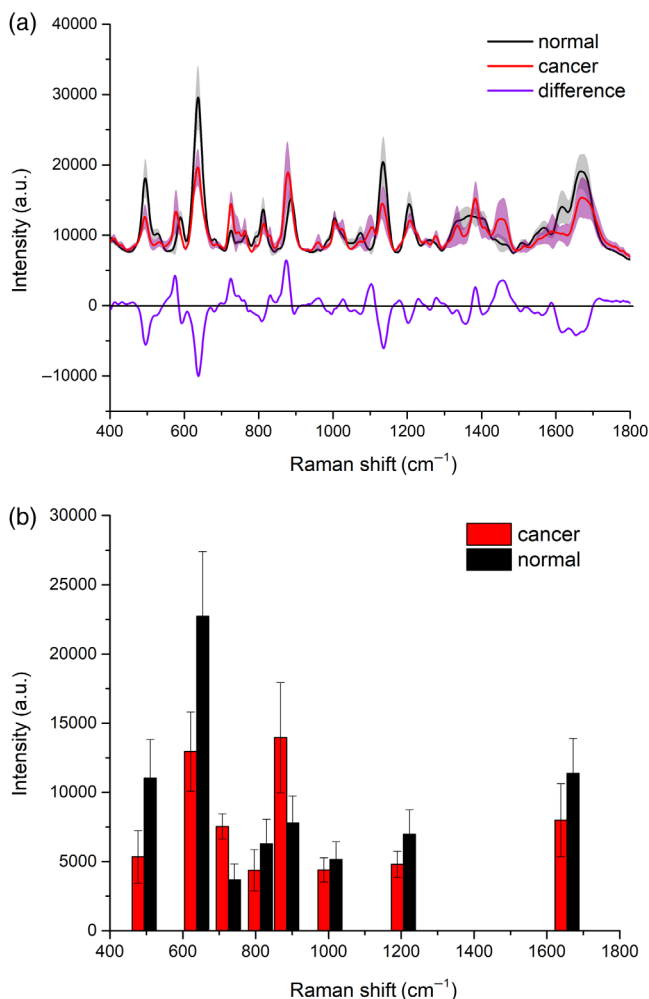 (a)
40000
30000
20000
10000
0
–10000
Intensity (a.u.)
normal
cancer
difference
400 600 800 1000 1200 1400 1600 1800
Raman shift (cm–1)
(b)
30000
25000
20000
15000
10000
5000
0
Intensity (a.u.)
cancer
normal
400 600 800 1000 1200 1400 1600 1800
Raman shift (cm–1)